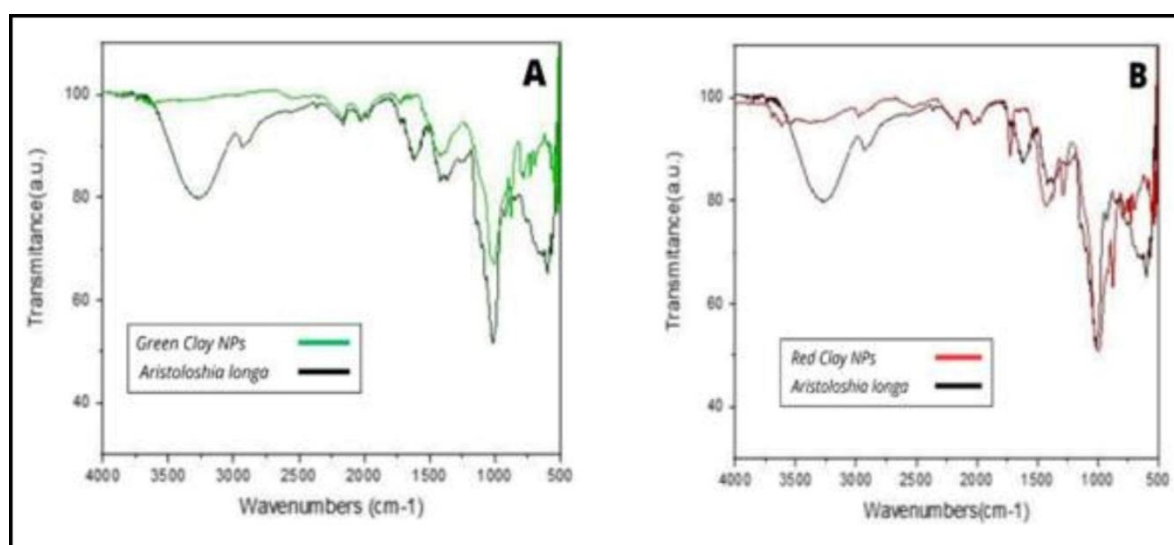 A
100
80
60
40
Transmitance(a.u.)
Green Clay NPs
Aristoloshia longa
4000 3500 3000 2500 2000 1500 1000 500
Wavenumbers (cm-1)
B
100
80
60
40
Transmitance(a.u.)
Red Clay NPs
Aristoloshia longa
4000 3500 3000 2500 2000 1500 1000 500
Wavenumbers(cm-1)